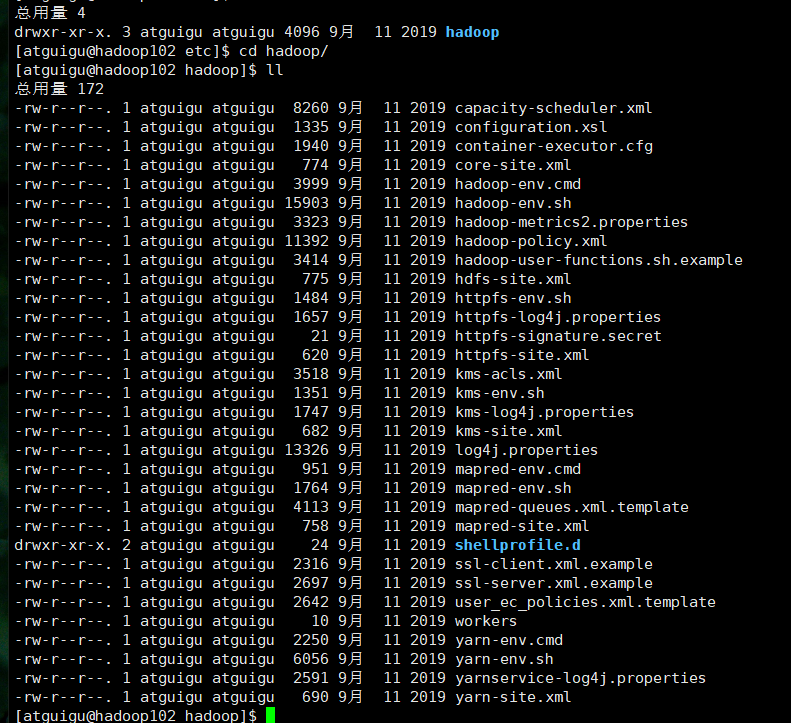 总用量 4
drwxr-xr-x. 3 atguigu atguigu 4096 9月  11 2019 hadoop
[atguigu@hadoop102 etc]$ cd hadoop/
[atguigu@hadoop102 hadoop]$ ll
总用量 172
-rw-r--r--. 1 atguigu atguigu  8260 9月  11 2019 capacity-scheduler.xml
-rw-r--r--. 1 atguigu atguigu  1335 9月  11 2019 configuration.xsl
-rw-r--r--. 1 atguigu atguigu  1940 9月  11 2019 container-executor.cfg
-rw-r--r--. 1 atguigu atguigu   774 9月  11 2019 core-site.xml
-rw-r--r--. 1 atguigu atguigu  3999 9月  11 2019 hadoop-env.cmd
-rw-r--r--. 1 atguigu atguigu 15903 9月  11 2019 hadoop-env.sh
-rw-r--r--. 1 atguigu atguigu  3323 9月  11 2019 hadoop-metrics2.properties
-rw-r--r--. 1 atguigu atguigu 11392 9月  11 2019 hadoop-policy.xml
-rw-r--r--. 1 atguigu atguigu  3414 9月  11 2019 hadoop-user-functions.sh.example
-rw-r--r--. 1 atguigu atguigu   775 9月  11 2019 hdfs-site.xml
-rw-r--r--. 1 atguigu atguigu  1484 9月  11 2019 httpfs-env.sh
-rw-r--r--. 1 atguigu atguigu  1657 9月  11 2019 httpfs-log4j.properties
-rw-r--r--. 1 atguigu atguigu    21 9月  11 2019 httpfs-signature.secret
-rw-r--r--. 1 atguigu atguigu   620 9月  11 2019 httpfs-site.xml
-rw-r--r--. 1 atguigu atguigu  3518 9月  11 2019 kms-acls.xml
-rw-r--r--. 1 atguigu atguigu  1351 9月  11 2019 kms-env.sh
-rw-r--r--. 1 atguigu atguigu  1747 9月  11 2019 kms-log4j.properties
-rw-r--r--. 1 atguigu atguigu   682 9月  11 2019 kms-site.xml
-rw-r--r--. 1 atguigu atguigu 13326 9月  11 2019 log4j.properties
-rw-r--r--. 1 atguigu atguigu   951 9月  11 2019 mapred-env.cmd
-rw-r--r--. 1 atguigu atguigu  1764 9月  11 2019 mapred-env.sh
-rw-r--r--. 1 atguigu atguigu  4113 9月  11 2019 mapred-queues.xml.template
-rw-r--r--. 1 atguigu atguigu   758 9月  11 2019 mapred-site.xml
drwxr-xr-x. 2 atguigu atguigu    24 9月  11 2019 shellprofile.d
-rw-r--r--. 1 atguigu atguigu  2316 9月  11 2019 ssl-client.xml.example
-rw-r--r--. 1 atguigu atguigu  2697 9月  11 2019 ssl-server.xml.example
-rw-r--r--. 1 atguigu atguigu  2642 9月  11 2019 user_ec_policies.xml.template
-rw-r--r--. 1 atguigu atguigu    10 9月  11 2019 workers
-rw-r--r--. 1 atguigu atguigu  2250 9月  11 2019 yarn-env.cmd
-rw-r--r--. 1 atguigu atguigu  6056 9月  11 2019 yarn-env.sh
-rw-r--r--. 1 atguigu atguigu  2591 9月  11 2019 yarnservice-log4j.properties
-rw-r--r--. 1 atguigu atguigu   690 9月  11 2019 yarn-site.xml
[atguigu@hadoop102 hadoop]$